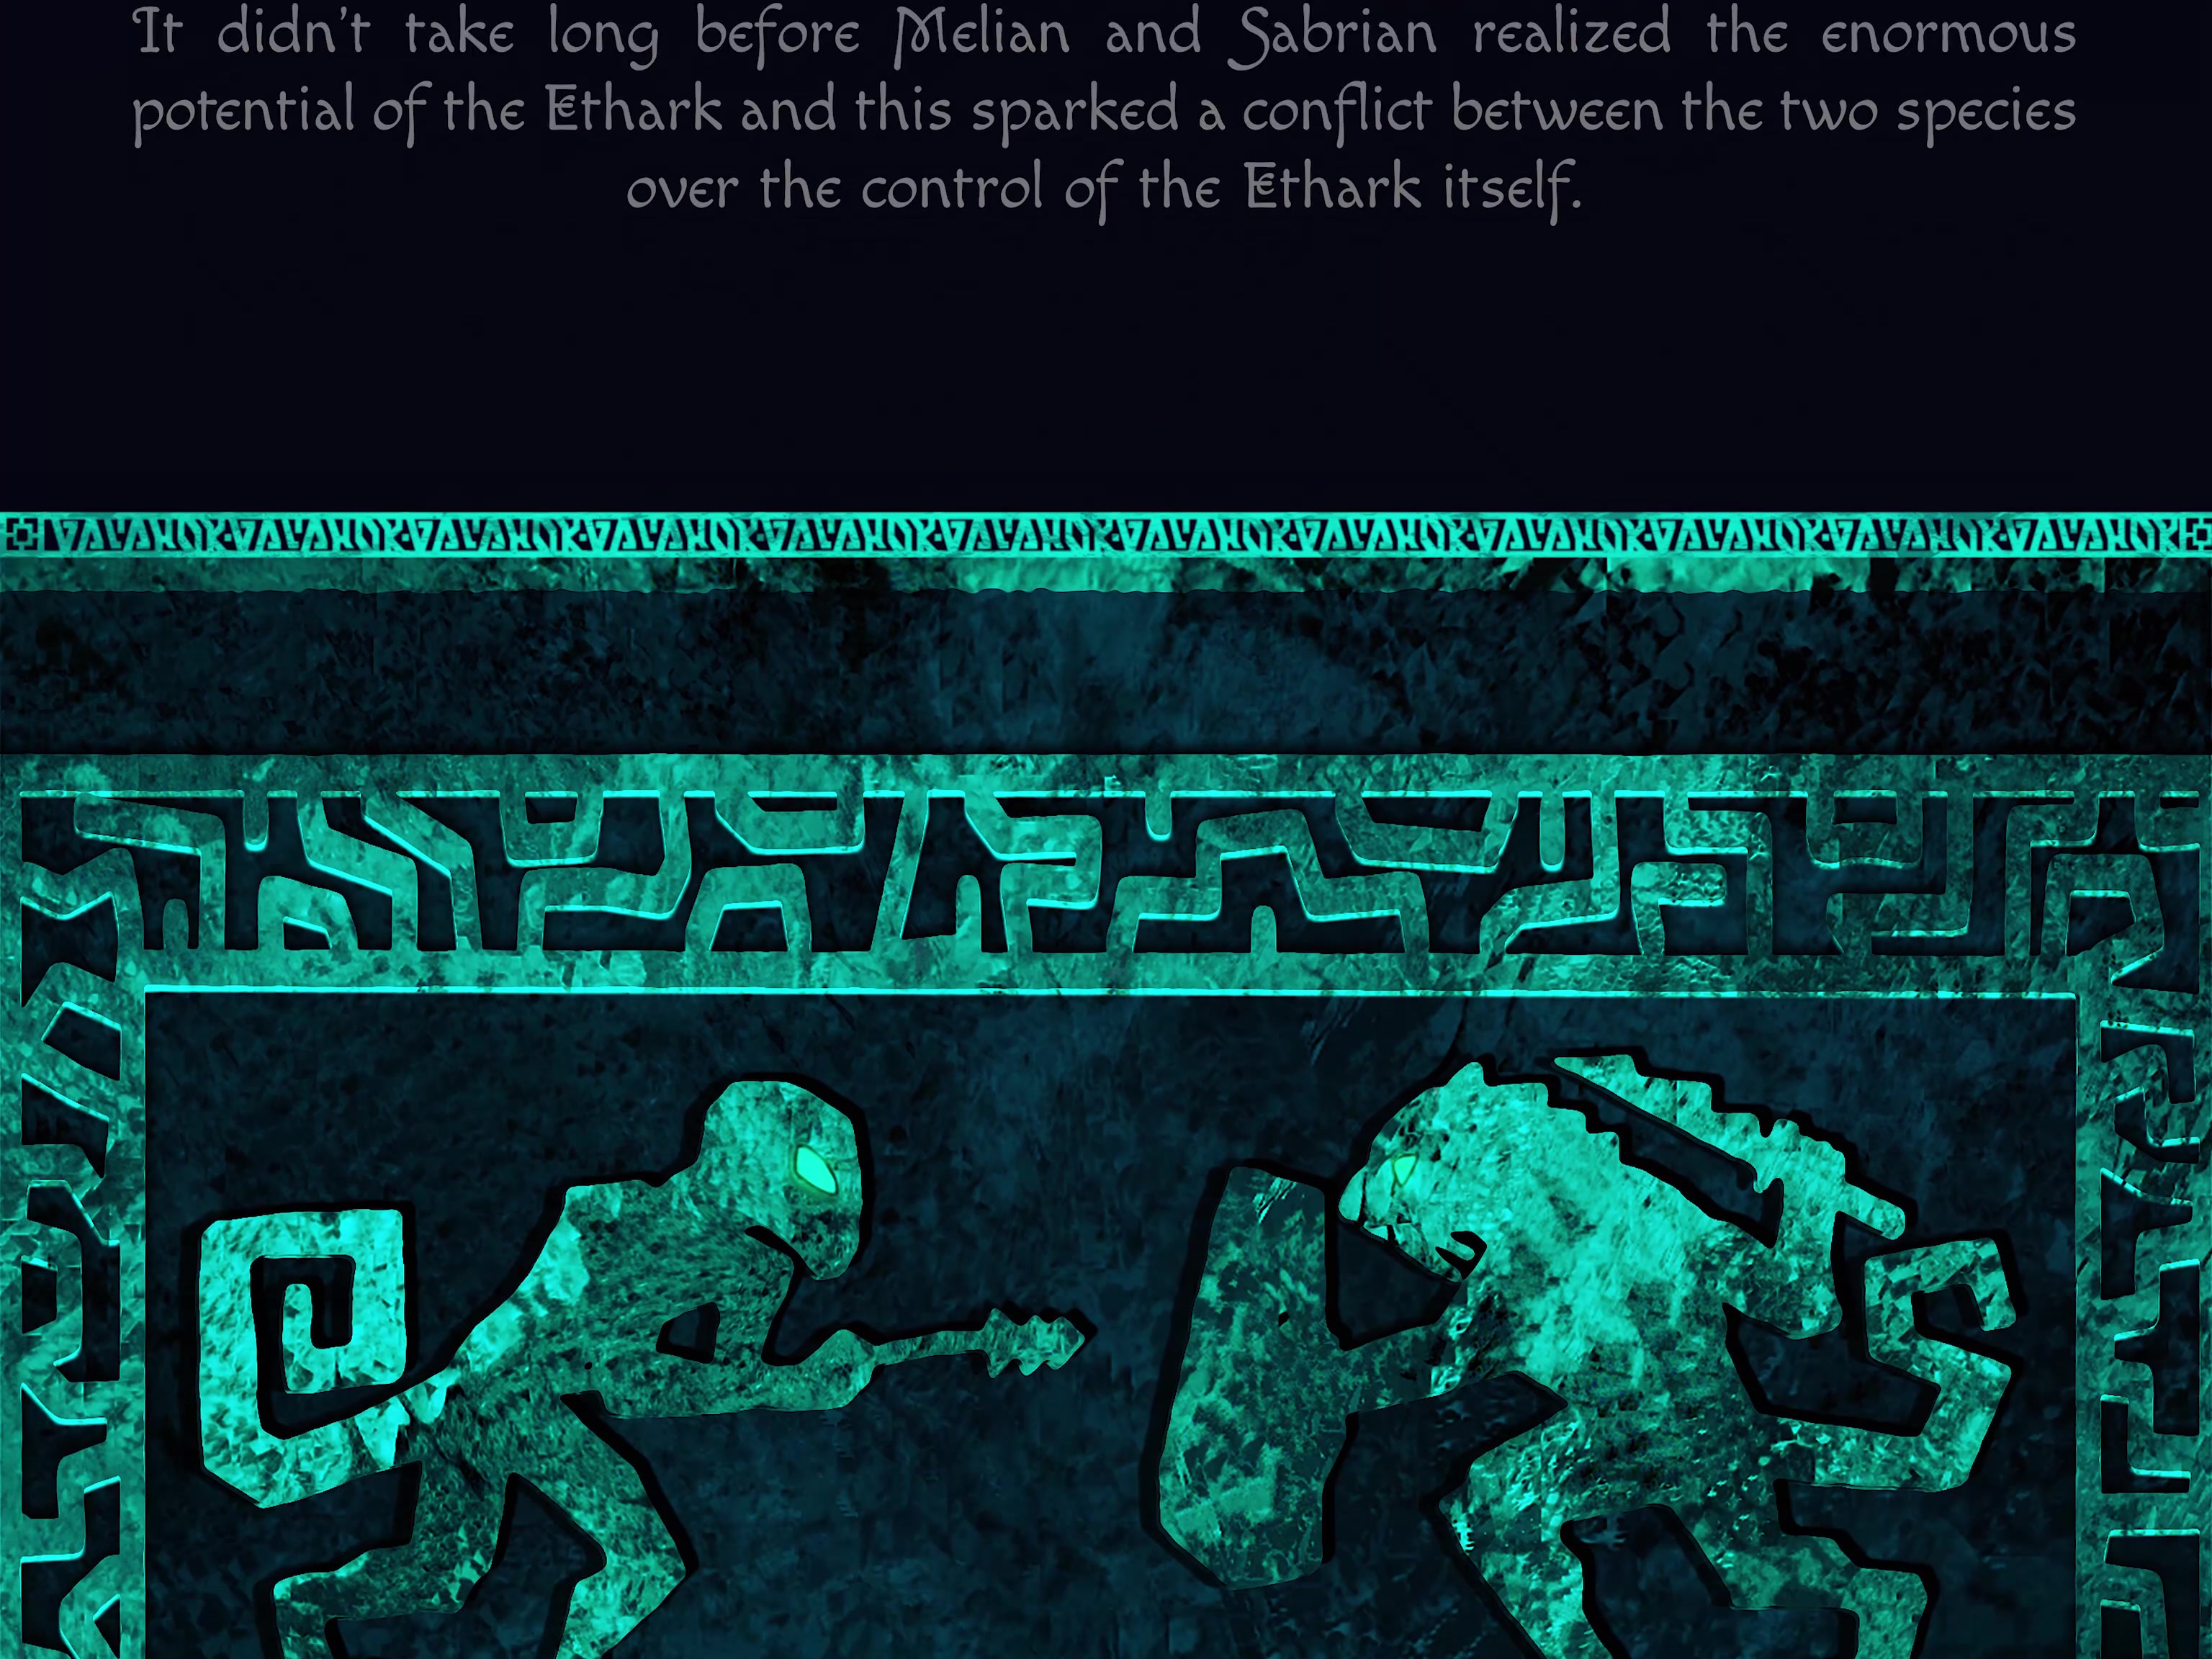 It didn't take long before Melian and Sabrian realized the enormous
potential of the Ethark and this sparked a conflict between the two species
over the control of the Ethark itself.